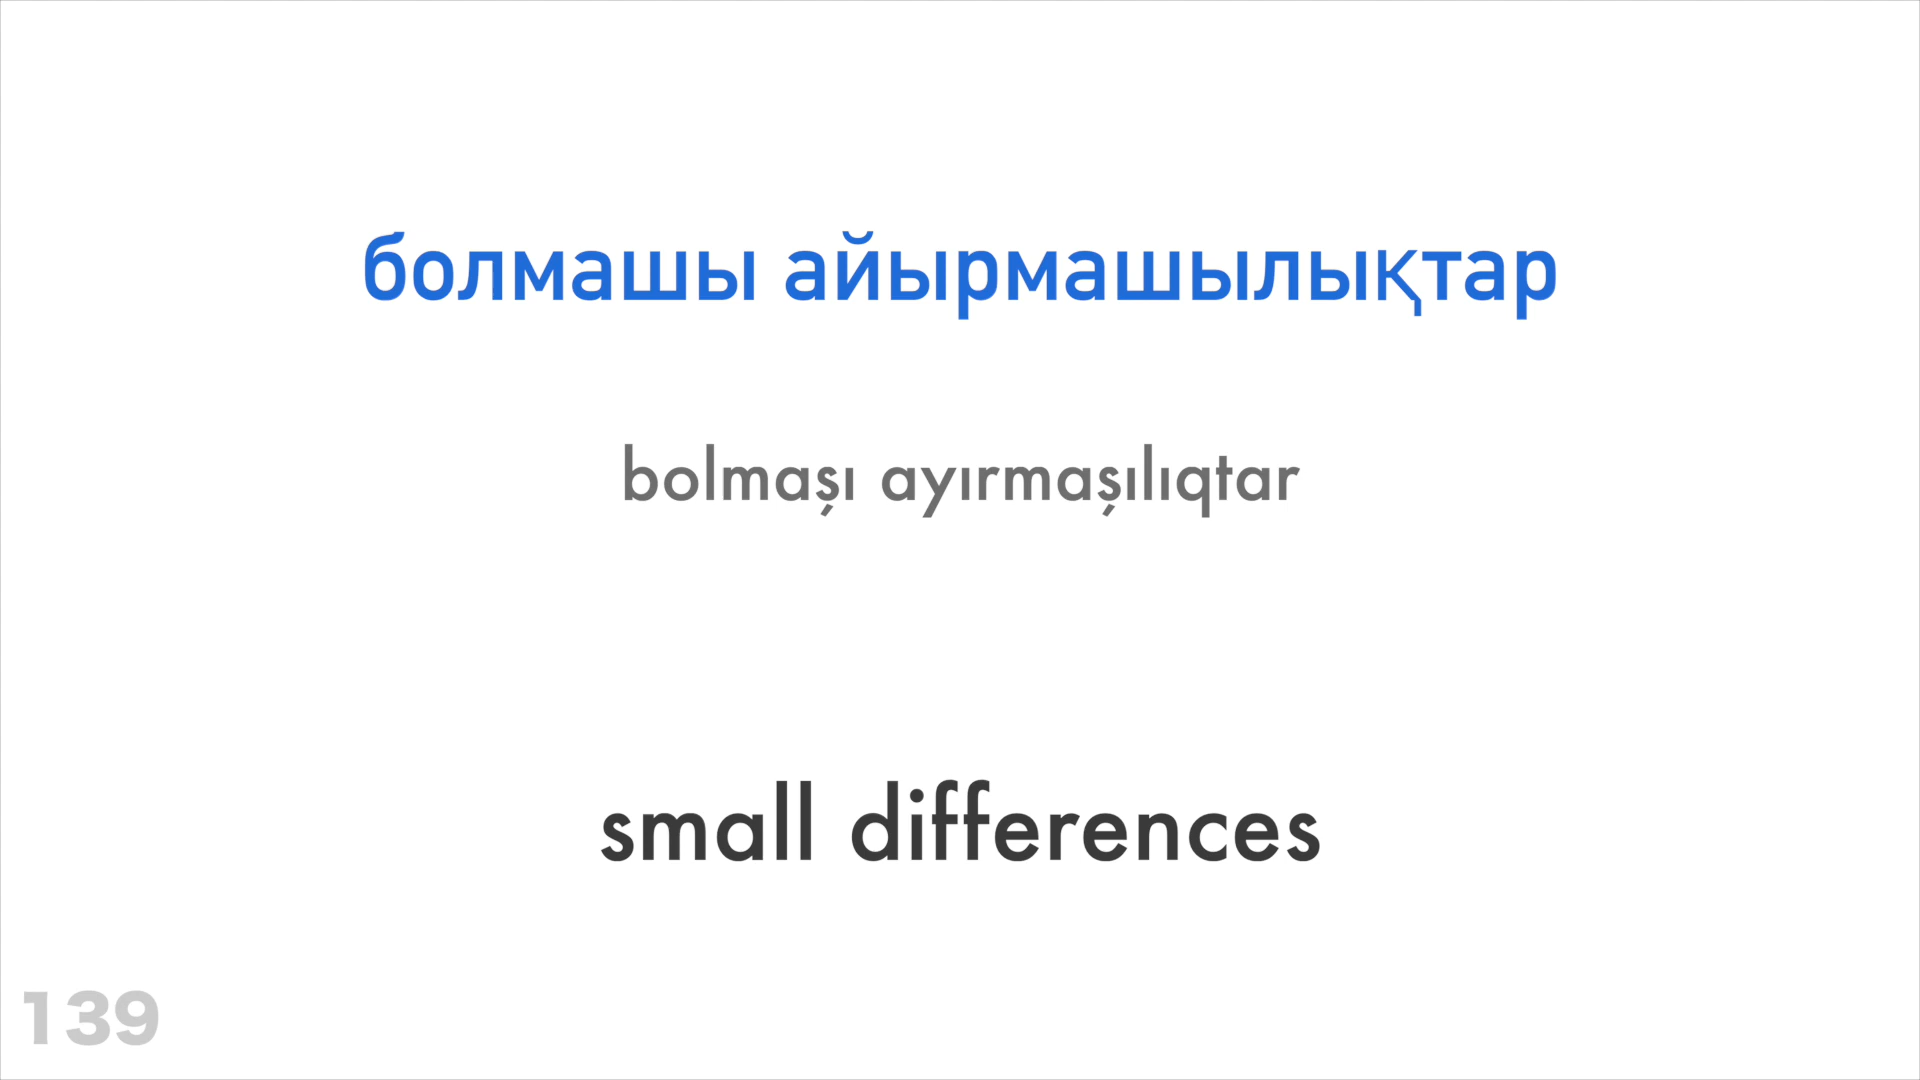 болмашы айырмашылықтар
bolmaşı ayırmaşılıqtar
small differences
139